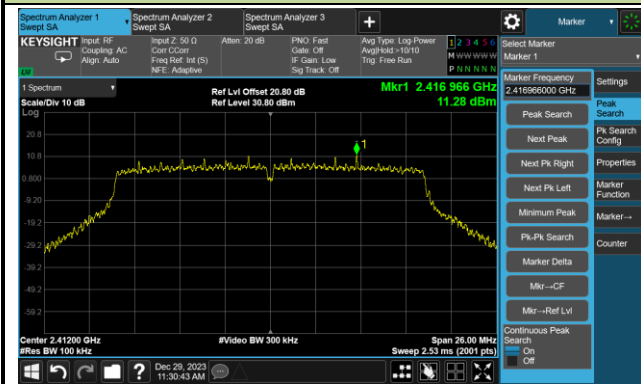 Spectrum Analyzer 1
Swept SA
Spectrum Analyzer 2
Swept SA
Spectrum Analyzer 3
Swept SA
Marker
KEYSIGHT
Input: RF
Coupling: AC
Align: Auto
Input Z: 50 Ω
Corr CCorr
Freq Ref: Int (S)
NFE: Adaptive
Atten: 20 dB
PNO: Fast
Gate: Off
IF Gain: Low
Sig Track: Off
Avg Type: Log-Power
Avg|Hold:>10/10
Trig: Free Run
1 2 3 4 5 6
M W W W W W
P N N N N N
LU
Select Marker
Marker 1
1 Spectrum
Scale/Div 10 dB
Log
Ref Lvl Offset 20.80 dB
Ref Level 30.80 dBm
Mkr1 2.416 966 GHz
11.28 dBm
20.8
10.8
0.800
-9.20
-19.2
-29.2
-39.2
-49.2
-59.2
1
Center 2.41200 GHz
#Res BW 100 kHz
#Video BW 300 kHz
Span 26.00 MHz
Sweep 2.53 ms (2001 pts)
Marker Frequency
2.416966000 GHz
Peak Search
Next Peak
Next Pk Right
Next Pk Left
Minimum Peak
Pk-Pk Search
Marker Delta
Mkr→CF
Mkr→Ref Lvl
Continuous Peak
Search
On
Off
Settings
Peak
Search
Pk Search
Config
Properties
Marker
Function
Marker→
Counter
?
Dec 29, 2023
11:30:43 AM